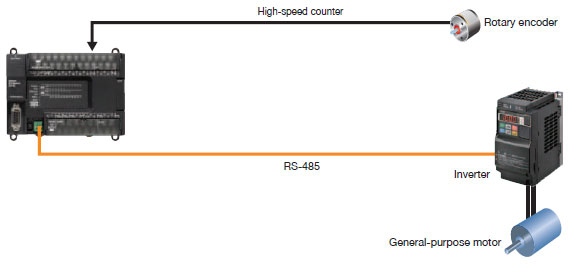 High-speed counter
Rotary encoder
RS-485
Inverter
General-purpose motor